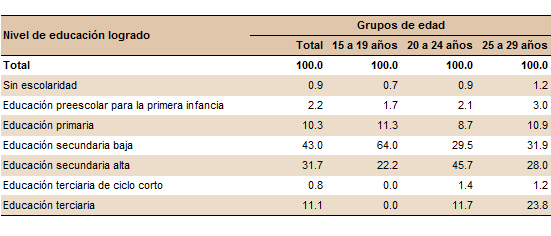 Nivel de educación logrado Grupos de edad
Total 15 a 19 años 20 a 24 años 25 a 29 años
Total 100.0 100.0 100.0 100.0
Sin escolaridad 0.9 0.7 0.9 1.2
Educación preescolar para la primera infancia 2.2 1.7 2.1 3.0
Educación primaria 10.3 11.3 8.7 10.9
Educación secundaria baja 43.0 64.0 29.5 31.9
Educación secundaria alta 31.7 22.2 45.7 28.0
Educación terciaria de ciclo corto 0.8 0.0 1.4 1.2
Educación terciaria 11.1 0.0 11.7 23.8